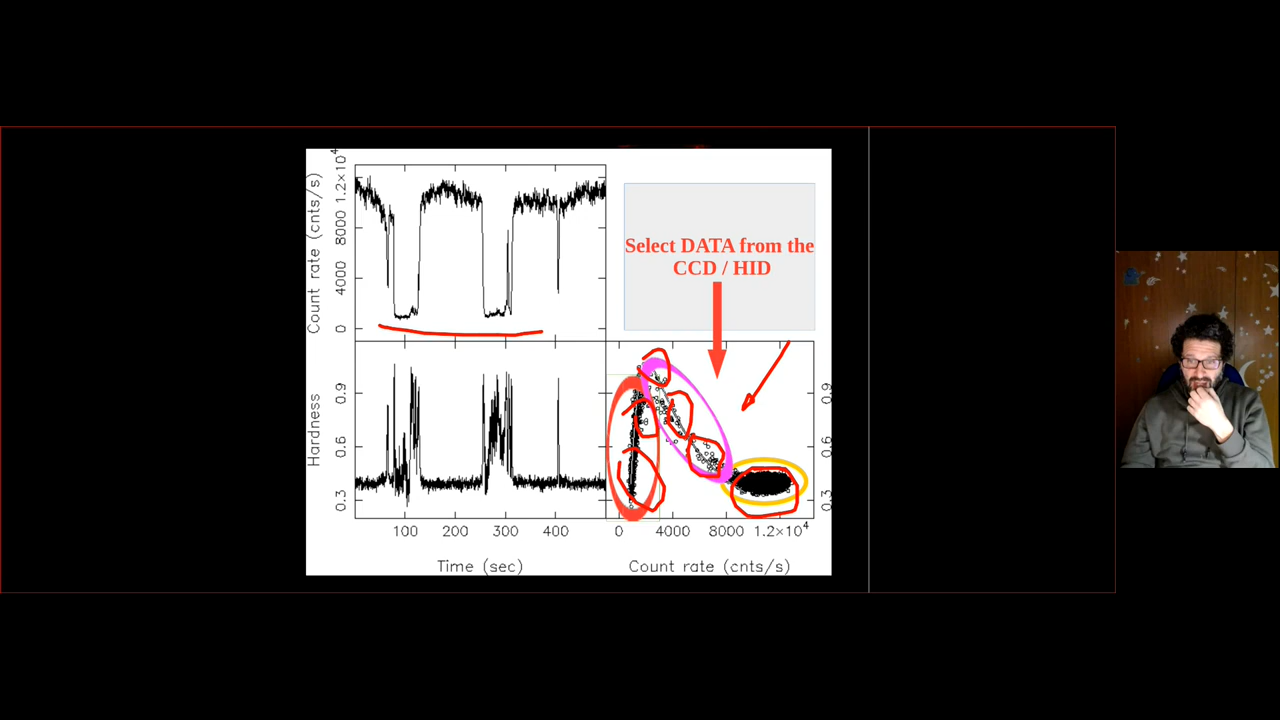 Count rate (cnts/s)
0 4000 8000 1.2×10⁴
Select DATA from the
CCD / HID
Hardness
0.3 0.6 0.9
0.3 0.6 0.9
100 200 300 400
0 4000 8000 1.2×10⁴
Time (sec)
Count rate (cnts/s)